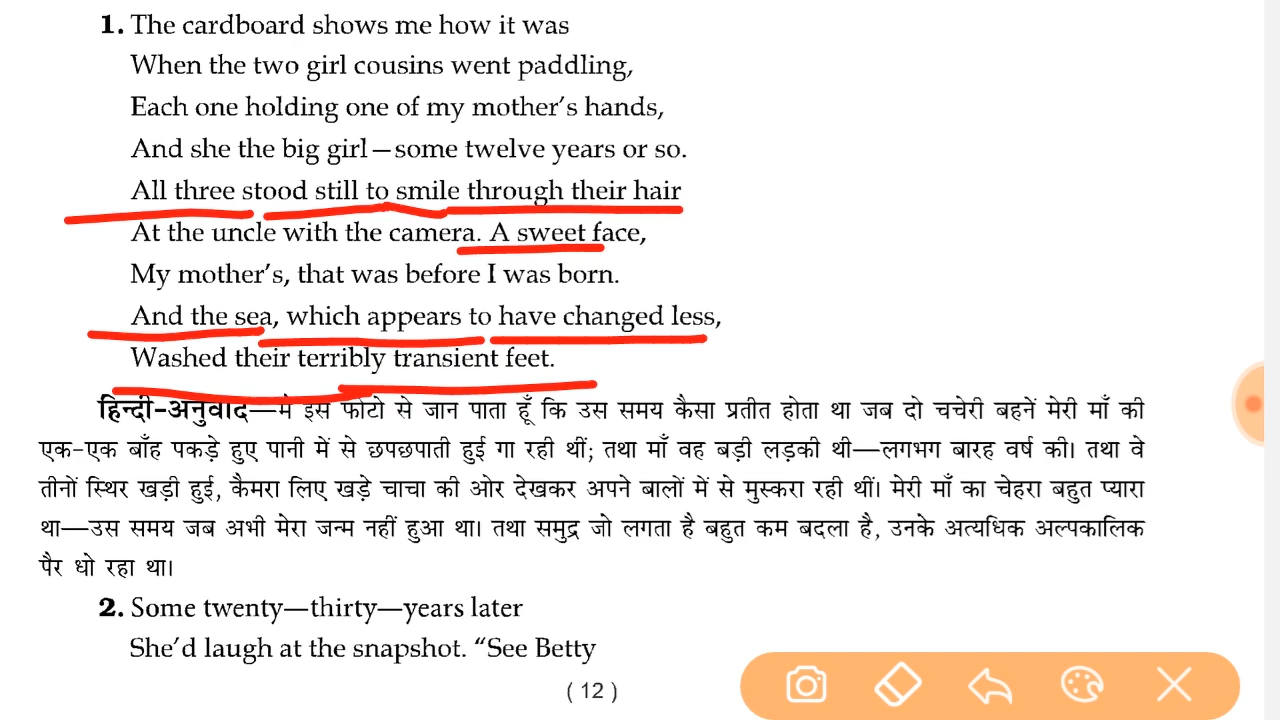 1. The cardboard shows me how it was
When the two girl cousins went paddling,
Each one holding one of my mother's hands,
And she the big girl—some twelve years or so.
All three stood still to smile through their hair
At the uncle with the camera. A sweet face,
My mother's, that was before I was born.
And the sea, which appears to have changed less,
Washed their terribly transient feet.
हिन्दी-अनुवाद—मैं इस फोटो से जान पाता हूँ कि उस समय कैसा प्रतीत होता था जब दो चचेरी बहनें मेरी माँ की
एक-एक बाँह पकड़े हुए पानी में से छपछपाती हुई गा रही थीं; तथा माँ वह बड़ी लड़की थी—लगभग बारह वर्ष की। तथा वे
तीनों स्थिर खड़ी हुई, कैमरा लिए खड़े चाचा की ओर देखकर अपने बालों में से मुस्करा रही थीं। मेरी माँ का चेहरा बहुत प्यारा
था—उस समय जब अभी मेरा जन्म नहीं हुआ था। तथा समुद्र जो लगता है बहुत कम बदला है, उनके अत्यधिक अल्पकालिक
पैर धो रहा था।
2. Some twenty—thirty—years later
She'd laugh at the snapshot. “See Betty
( 12 )